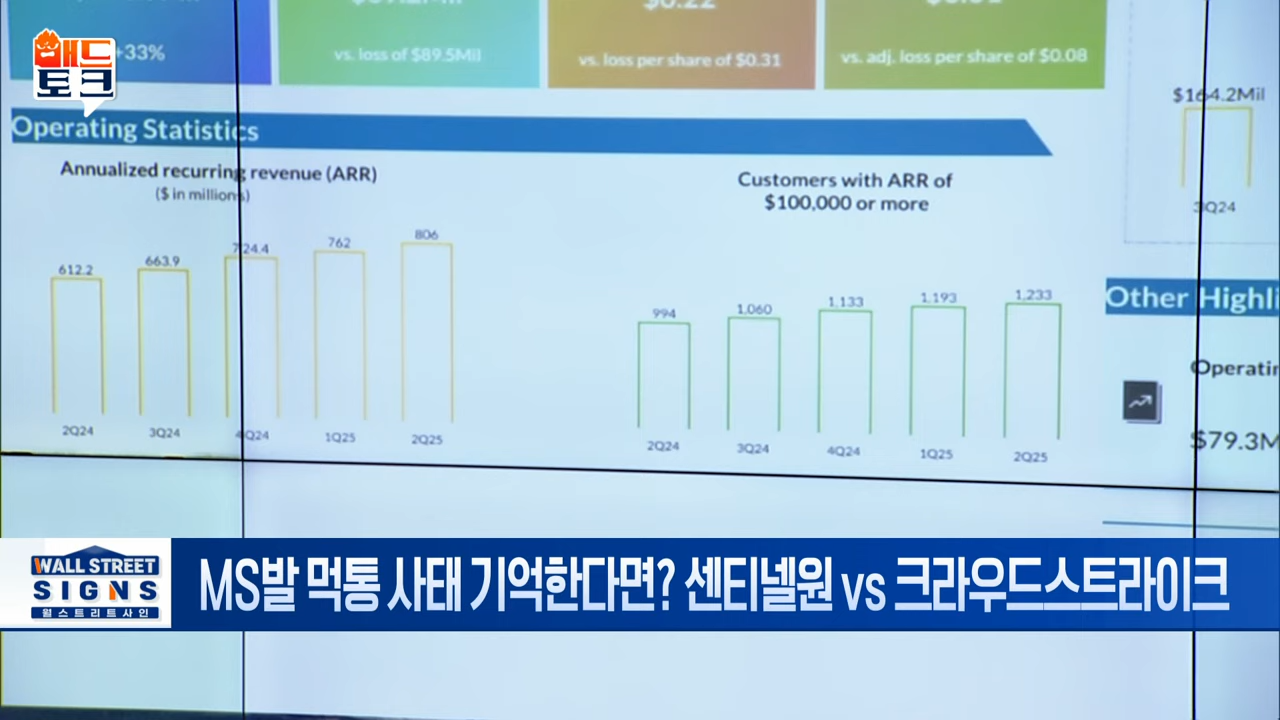 매드
토크
+33%
vs. loss of $89.5Mil
$0.22
vs. loss per share of $0.31
vs. adj. loss per share of $0.08
$164.2Mil
3Q24
Operating Statistics
Annualized recurring revenue (ARR)
($ in millions)
612.2
663.9
724.4
762
806
2Q24
3Q24
4Q24
1Q25
2Q25
Customers with ARR of
$100,000 or more
994
1,060
1,133
1,193
1,233
2Q24
3Q24
4Q24
1Q25
2Q25
Other Highli
Operatin
$79.3M
WALL STREET
SIGNS
월스트리트사인
MS발 먹통 사태 기억한다면? 센티넬원 vs 크라우드스트라이크